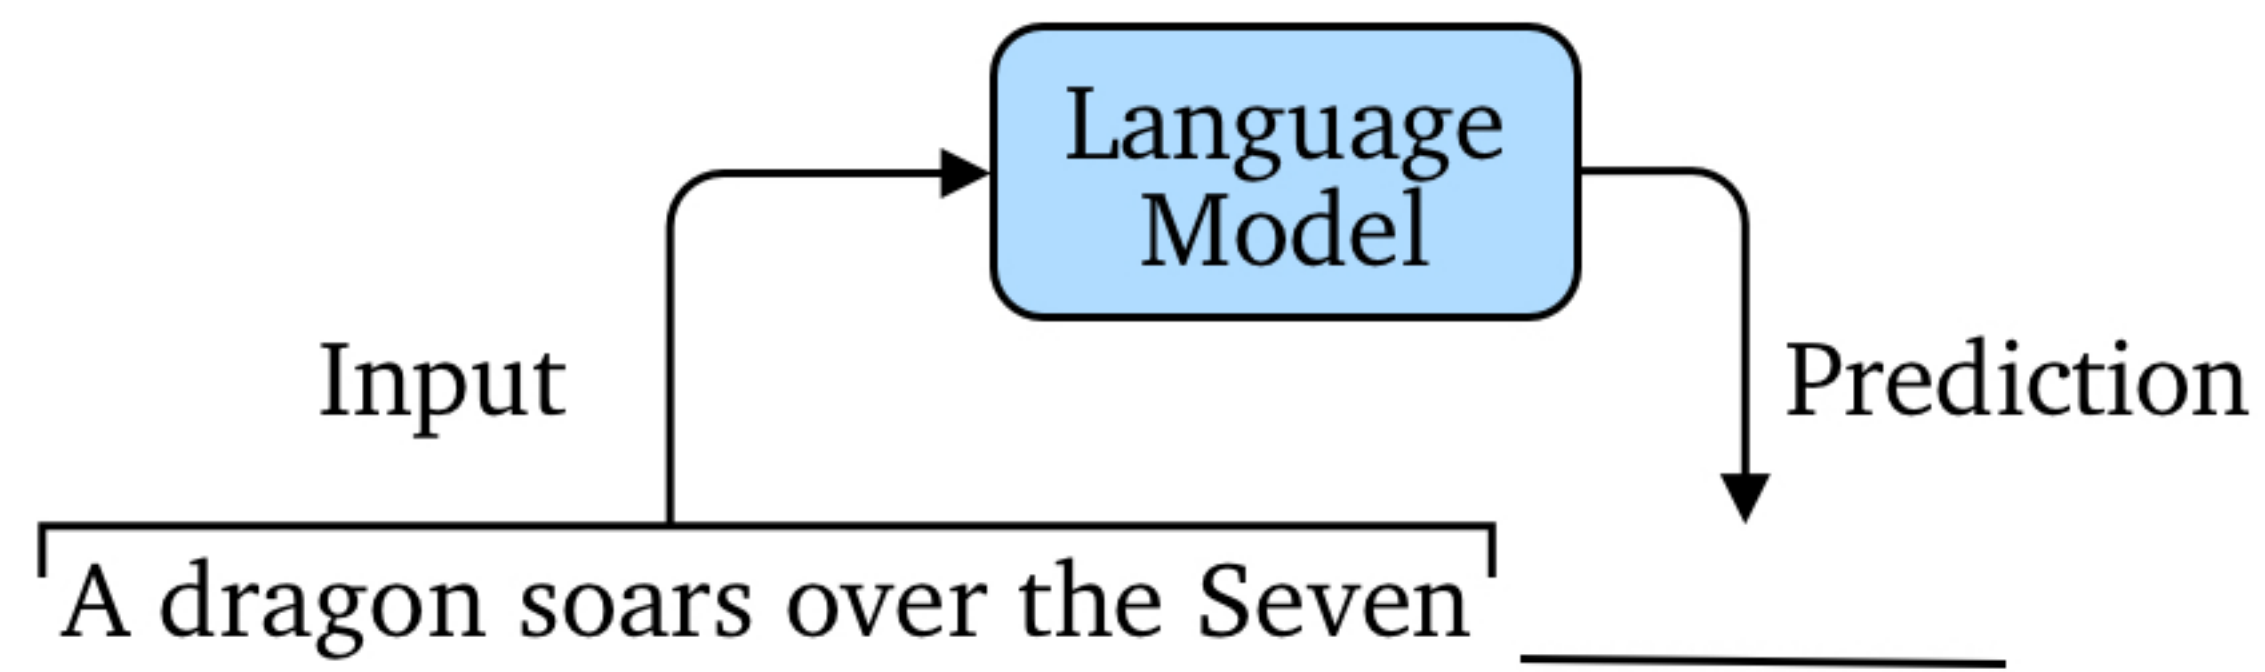 Language
Model
Input
Prediction
A dragon soars over the Seven